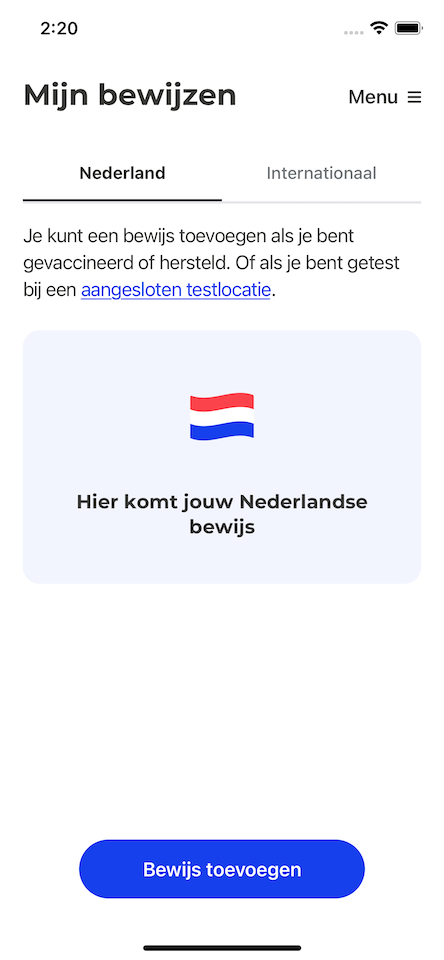 2:20
Mijn bewijzen
Menu
Nederland
Internationaal
Je kunt een bewijs toevoegen als je bent
gevaccineerd of hersteld. Of als je bent getest
bij een aangesloten testlocatie.
Hier komt jouw Nederlandse
bewijs
Bewijs toevoegen